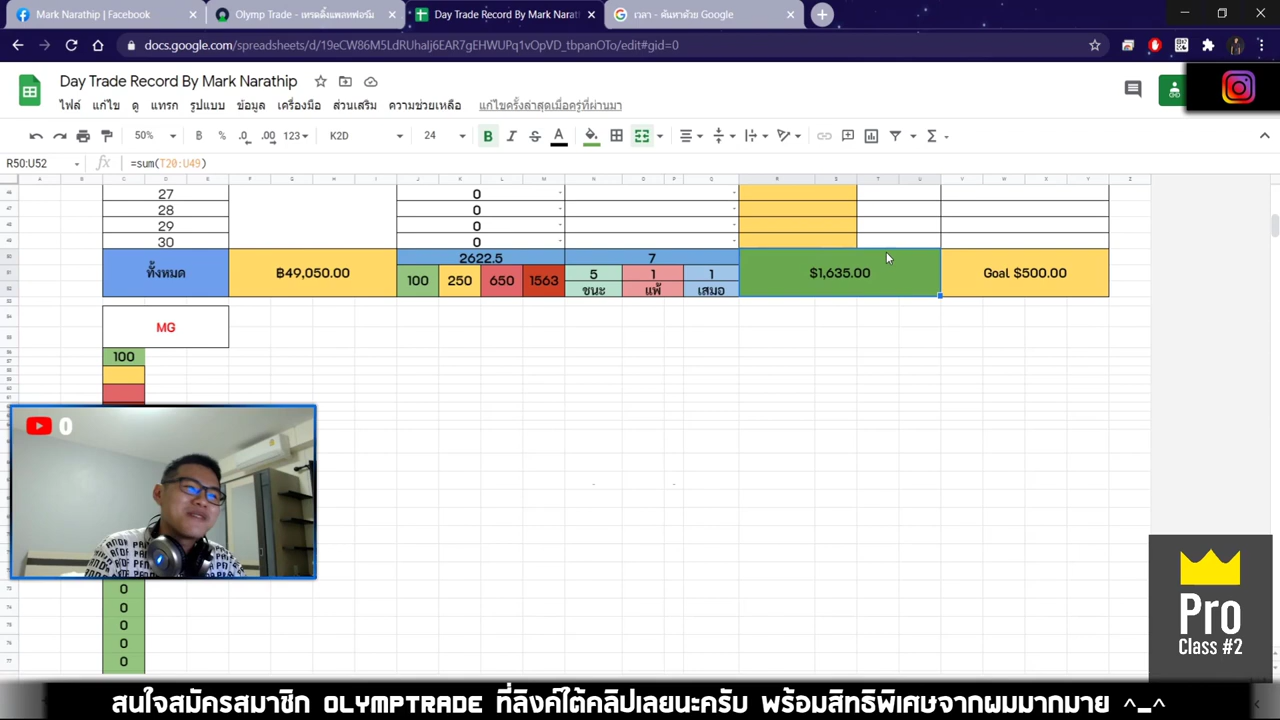 Mark Narathip | Facebook
Olymp Trade - เทรดดิ้งแพลทฟอร์ม
Day Trade Record By Mark Narat
เวลา - ค้นหาด้วย Google
docs.google.com/spreadsheets/d/19eCW86M5LdRUhaIj6EAR7gEHWUPq1vOpVD_tbpanOTo/edit#gid=0
Day Trade Record By Mark Narathip
ไฟล์ แก้ไข ดู แทรก รูปแบบ ข้อมูล เครื่องมือ ส่วนเสริม ความช่วยเหลือ แก้ไขครั้งล่าสุดเมื่อครู่ที่ผ่านมา
50% ฿ % .0 .00 123 K2D 24 B I S A
R50:U52 fx =sum(T20:U49)
27 0
28 0
29 0
30 0
ทั้งหมด ฿49,050.00 2622.5 7 $1,635.00 Goal $500.00
100 250 650 1563 5 1 1
ชนะ แพ้ เสมอ
MG
100
0
0
0
0
0
0
Pro
Class #2
สนใจสมัครสมาชิก OLYMPTRADE ที่ลิงค์ใต้คลิปเลยนะครับ พร้อมสิทธิพิเศษจากผมมากมาย ^_^